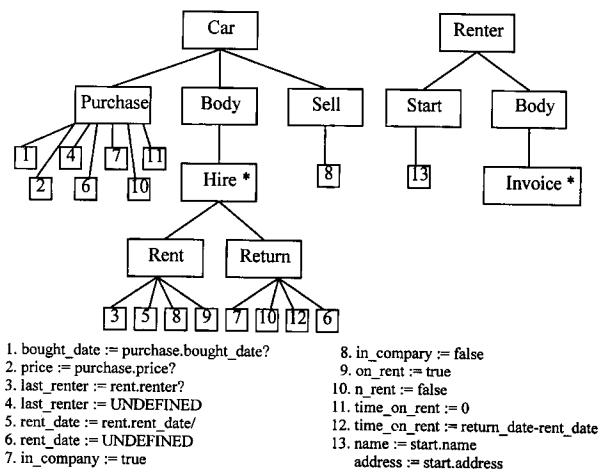 Car
Renter
Purchase
Body
Sell
Start
Body
1
4
7
11
2
6
10
Hire *
8
13
Invoice *
Rent
Return
3
5
8
9
7
10
12
6
1. bought_date := purchase.bought_date?
2. price := purchase.price?
3. last_renter := rent.renter?
4. last_renter := UNDEFINED
5. rent_date := rent.rent_date/
6. rent_date := UNDEFINED
7. in_company := true
8. in_compary := false
9. on_rent := true
10. n_rent := false
11. time_on_rent := 0
12. time_on_rent := return_date-rent_date
13. name := start.name
address := start.address